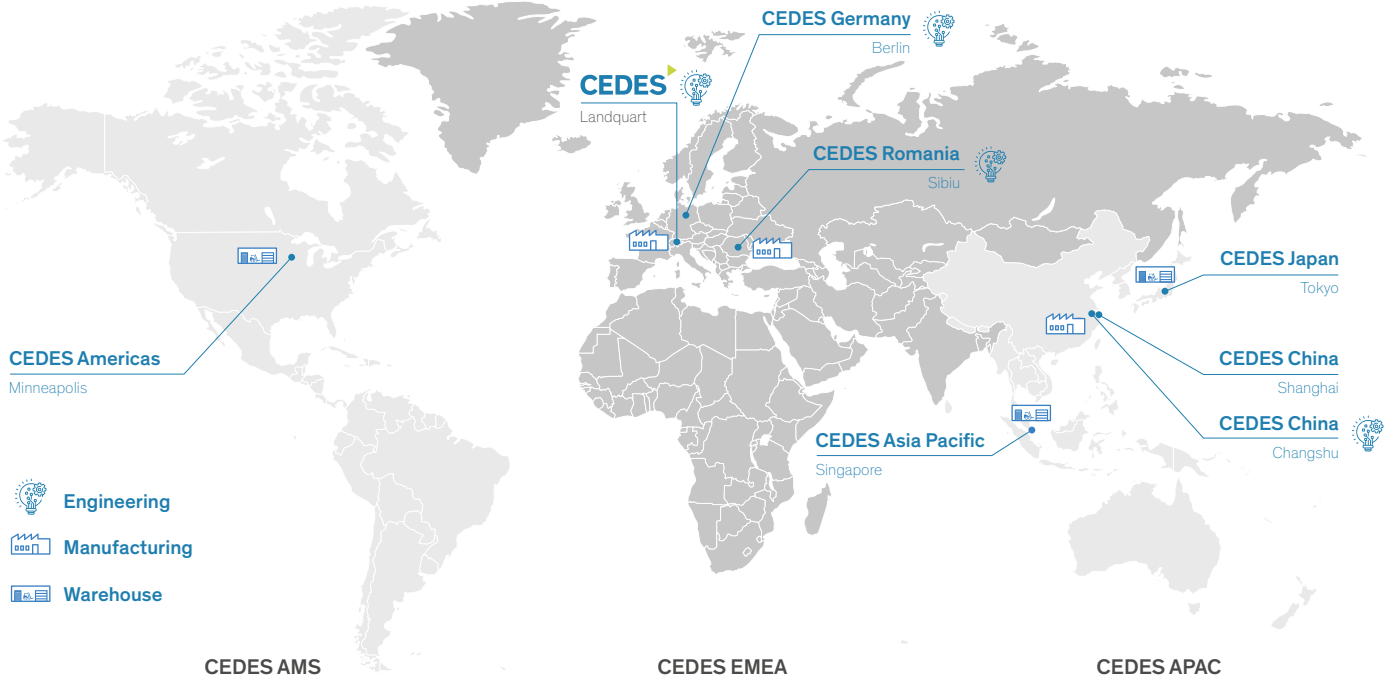 CEDES Germany
Berlin
CEDES
Landquart
CEDES Romania
Sibiu
CEDES Japan
Tokyo
CEDES Americas
Minneapolis
CEDES China
Shanghai
CEDES China
Changshu
CEDES Asia Pacific
Singapore
Engineering
Manufacturing
Warehouse
CEDES AMS
CEDES EMEA
CEDES APAC